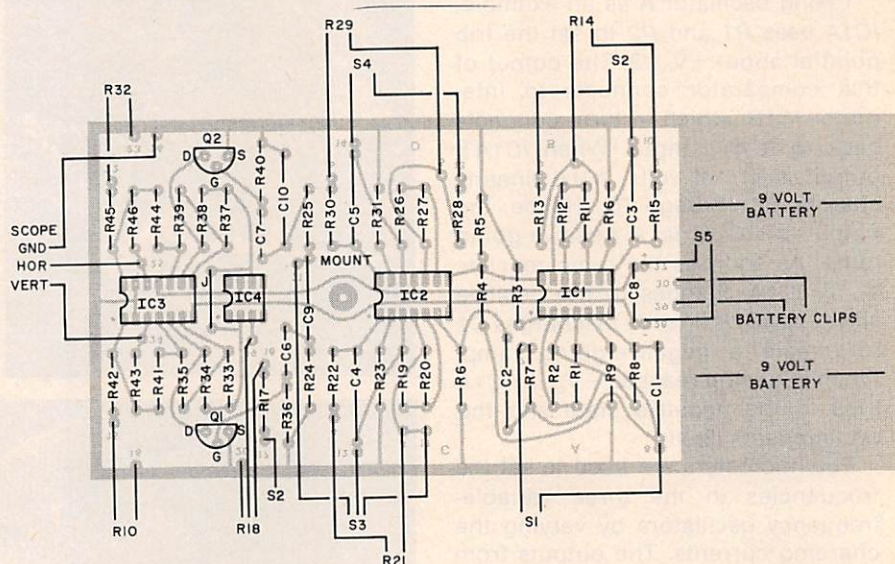 R29
R14
S4
S2
R32
Q2
D S
G
R45
R46
R44
R39
R38
R37
R40
C7
C10
R25
R30
C5
R31
R26
R27
R28
R5
R13
R12
R11
R16
C3
R15
9 VOLT
BATTERY
SCOPE
GND
HOR
VERT
MOUNT
S5
IC3
J
IC4
IC2
R4
R3
IC1
C8
BATTERY CLIPS
R42
R43
R41
R35
R34
R33
R17
C6
R36
C9
R24
R22
C4
R23
R19
R20
R6
C2
R7
R2
R1
R9
R8
C1
9 VOLT
BATTERY
Q1
D S
G
S2
R10
R18
S3
R21
S1